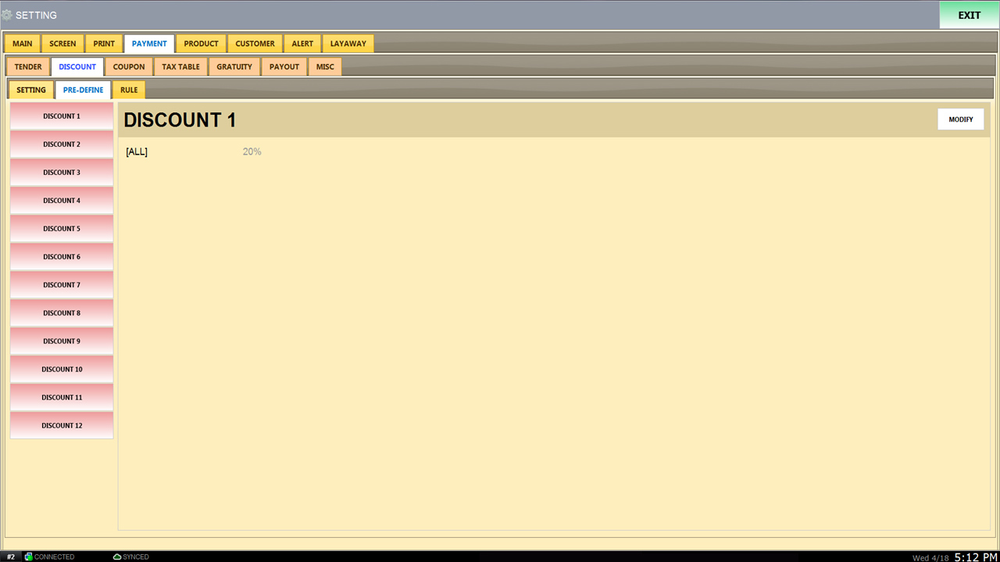 SETTING EXIT
MAIN SCREEN PRINT PAYMENT PRODUCT CUSTOMER ALERT LAYAWAY
TENDER DISCOUNT COUPON TAX TABLE GRATUITY PAYOUT MISC
SETTING PRE-DEFINE RULE
DISCOUNT 1
DISCOUNT 2
DISCOUNT 3
DISCOUNT 4
DISCOUNT 5
DISCOUNT 6
DISCOUNT 7
DISCOUNT 8
DISCOUNT 9
DISCOUNT 10
DISCOUNT 11
DISCOUNT 12
DISCOUNT 1 MODIFY
[ALL] 20%
#2 CONNECTED SYNCED Wed 4/18 5:12 PM